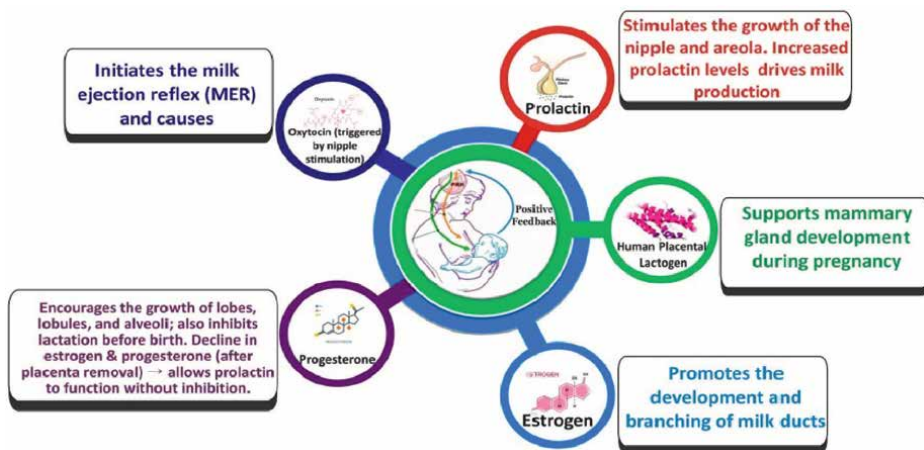 Initiates the milk
ejection reflex (MER)
and causes
Oxytocin
Oxytocin (triggered
by nipple
stimulation)
Prolactin
Stimulates the growth of the
nipple and areola. Increased
prolactin levels drives milk
production
Positive
Feedback
Human Placental
Lactogen
Supports mammary
gland development
during pregnancy
Encourages the growth of lobes,
lobules, and alveoli; also inhibits
lactation before birth. Decline in
estrogen & progesterone (after
placenta removal) → allows prolactin
to function without inhibition.
Progesterone
ESTROGEN
Estrogen
Promotes the
development and
branching of milk ducts